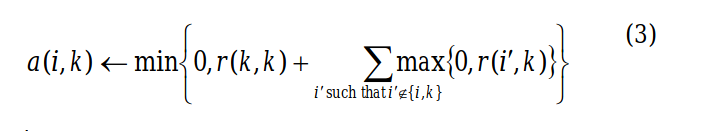 a(i,k) ← min{0,r(k,k) + ∑max{0,r(i′,k)}} (3)
i′ such that i′∉{i,k}